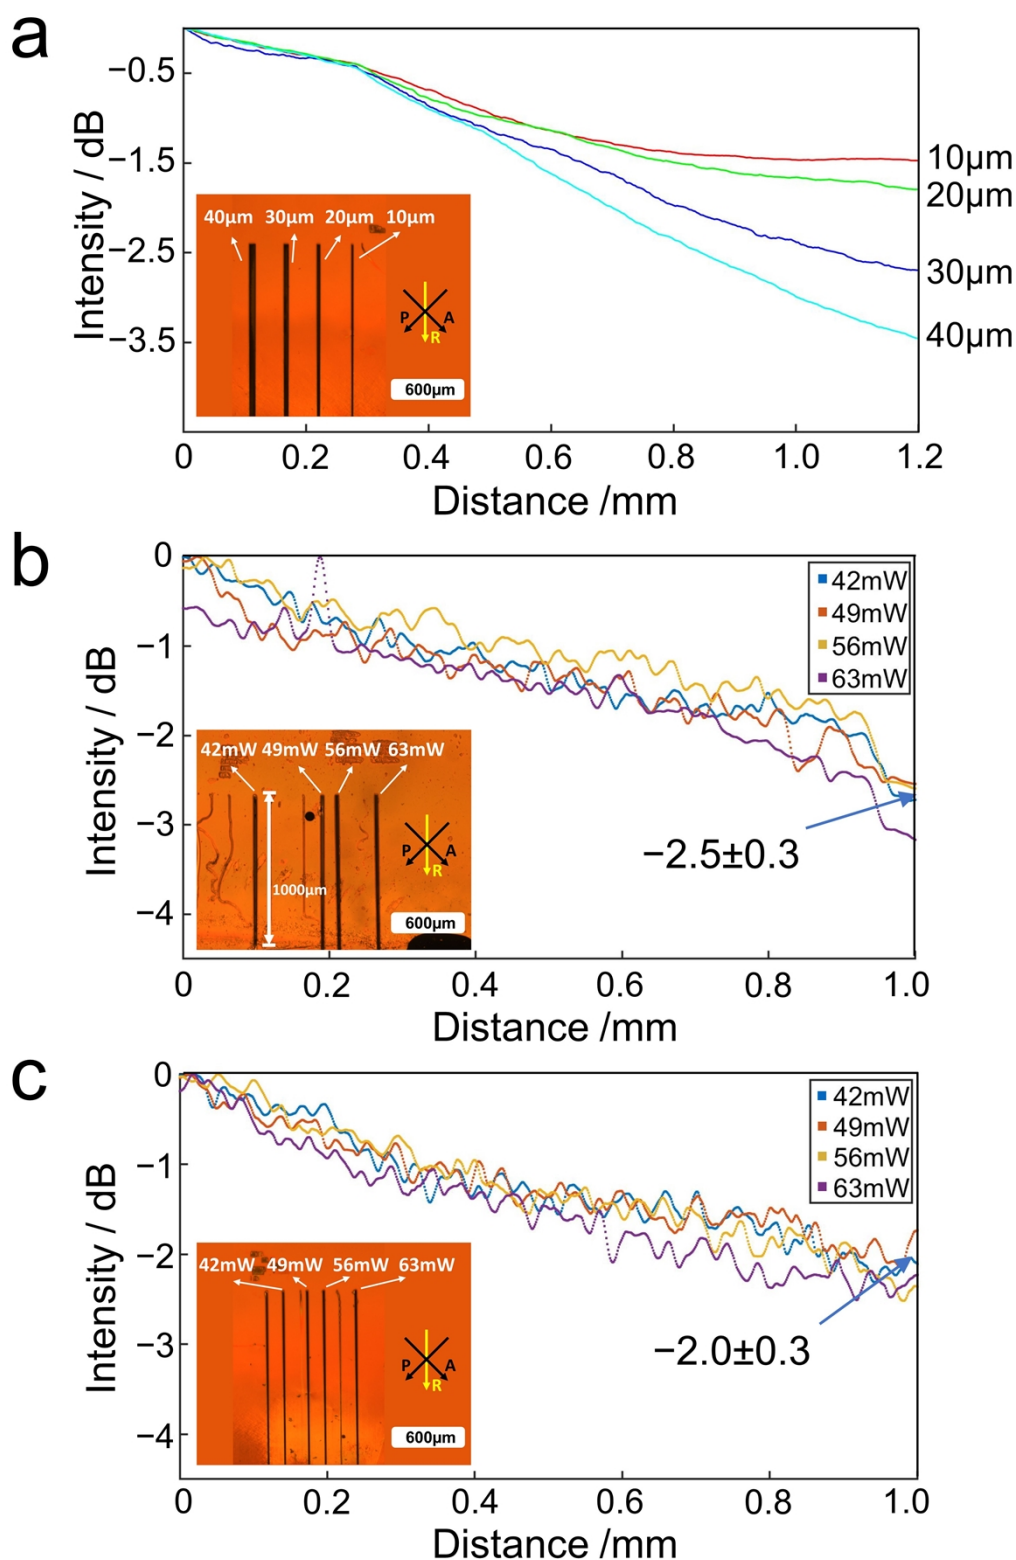 a
−0.5
−1.5
−2.5
−3.5
Intensity / dB
40μm 30μm 20μm 10μm
P A
R
600μm
10μm
20μm
30μm
40μm
0 0.2 0.4 0.6 0.8 1.0 1.2
Distance /mm
b
0
−1
−2
−3
−4
Intensity / dB
42mW
49mW
56mW
63mW
42mW 49mW 56mW 63mW
1000μm
P A
R
600μm
−2.5±0.3
0 0.2 0.4 0.6 0.8 1.0
Distance /mm
c
0
−1
−2
−3
−4
Intensity / dB
42mW
49mW
56mW
63mW
42mW 49mW 56mW 63mW
P A
R
600μm
−2.0±0.3
0 0.2 0.4 0.6 0.8 1.0
Distance /mm